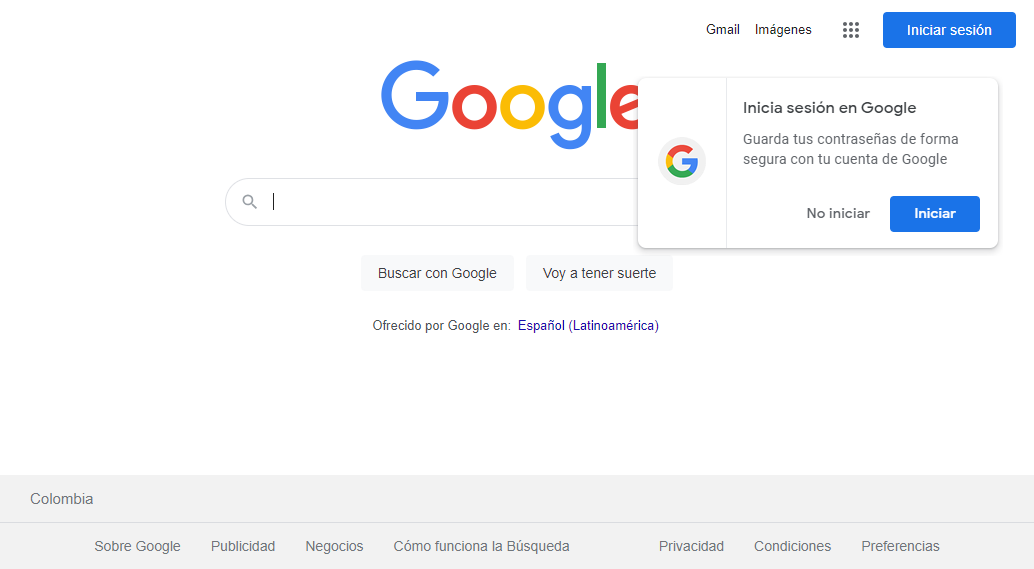 Gmail Imágenes Iniciar sesión
Google
Inicia sesión en Google
Guarda tus contraseñas de forma
segura con tu cuenta de Google
No iniciar Iniciar
Buscar con Google Voy a tener suerte
Ofrecido por Google en: Español (Latinoamérica)
Colombia
Sobre Google Publicidad Negocios Cómo funciona la Búsqueda Privacidad Condiciones Preferencias